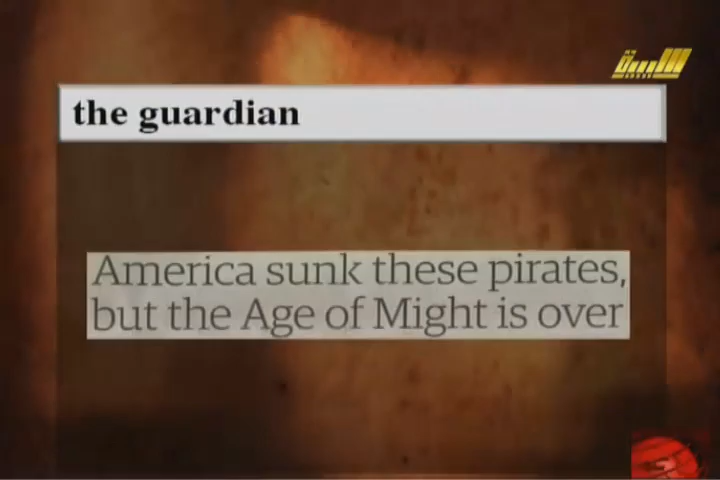 the guardian
America sunk these pirates,
but the Age of Might is over